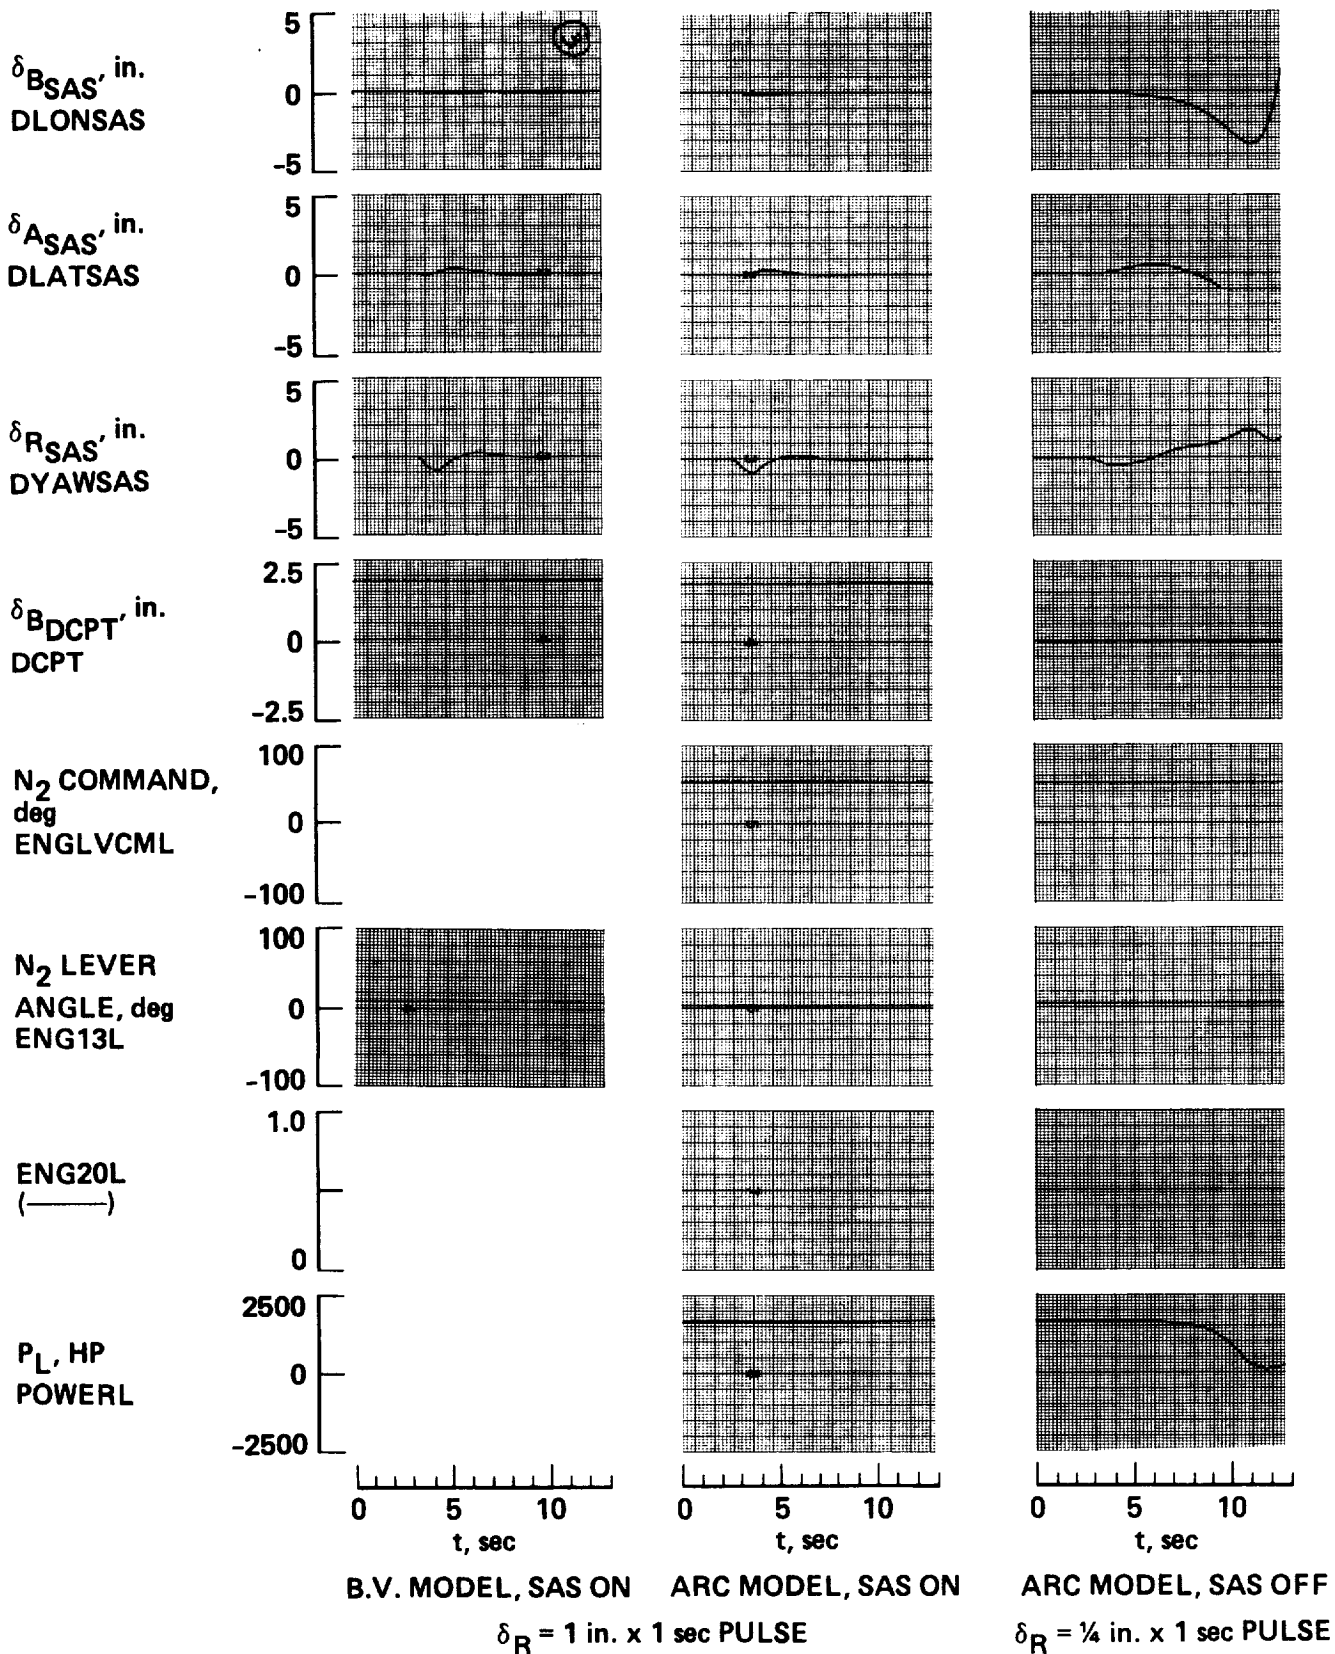 5
δBSAS, in.
DLONSAS
0
-5
5
δASAS, in.
DLATSAS
0
-5
5
δRSAS, in.
DYAWSAS
0
-5
2.5
δBDCPT, in.
DCPT
0
-2.5
100
N2 COMMAND,
deg
ENGLVCML
0
-100
100
N2 LEVER
ANGLE, deg
ENG13L
0
-100
1.0
ENG20L
(———)
0
2500
PL, HP
POWERL
0
-2500
0 5 10 0 5 10 0 5 10
t, sec t, sec t, sec
B.V. MODEL, SAS ON ARC MODEL, SAS ON ARC MODEL, SAS OFF
δR = 1 in. x 1 sec PULSE δR = ¼ in. x 1 sec PULSE